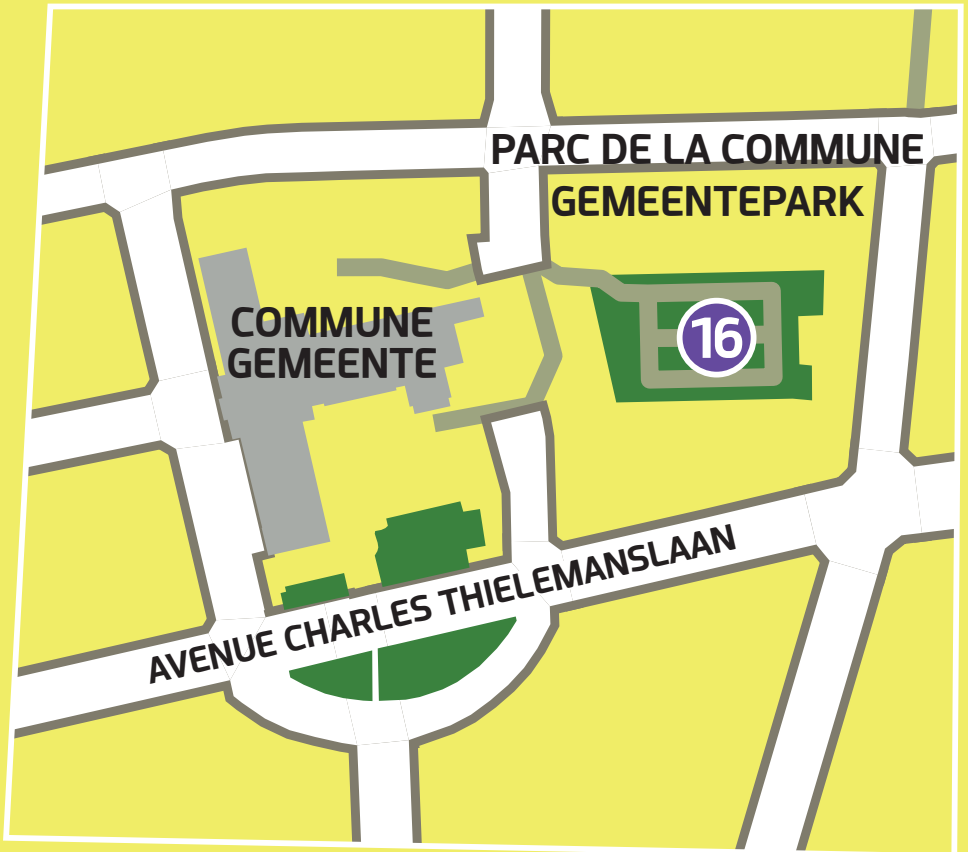 PARC DE LA COMMUNE
GEMEENTEPARK
COMMUNE
GEMEENTE
16
AVENUE CHARLES THIELEMANSLAAN